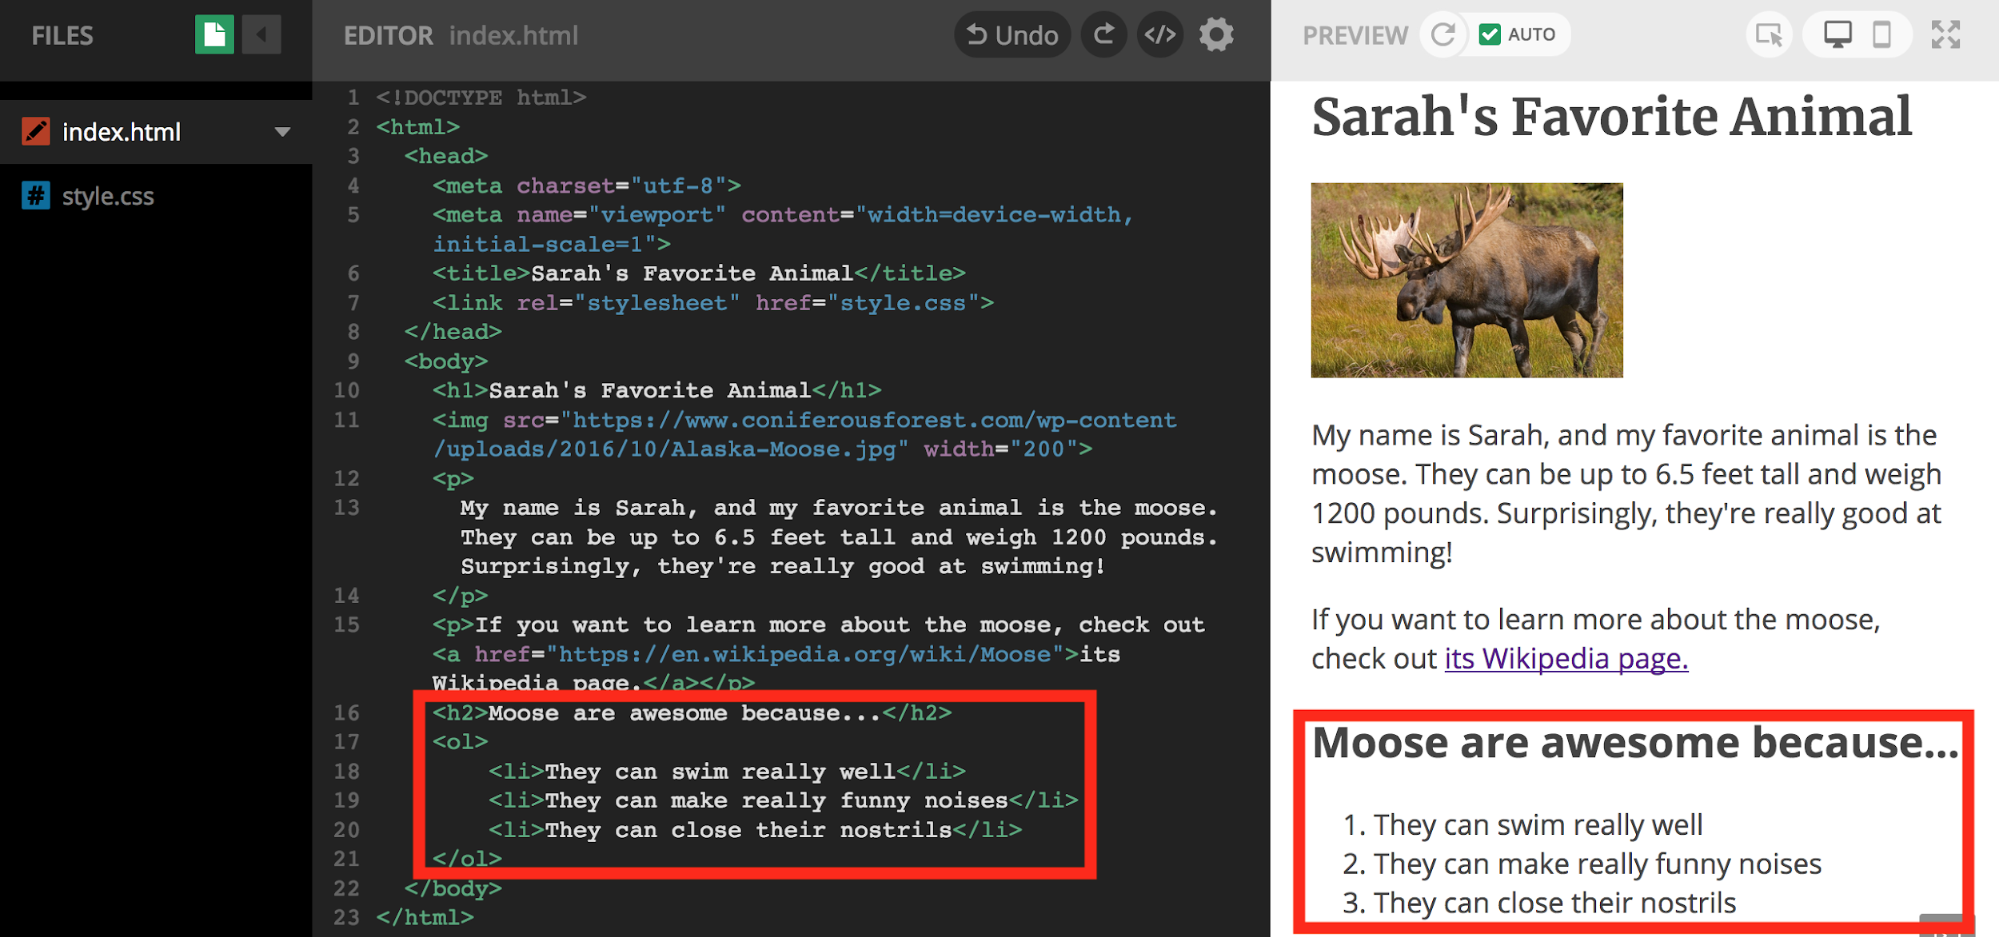 FILES
index.html
# style.css
EDITOR index.html
Undo
</>
1 <!DOCTYPE html>
2 <html>
3 <head>
4 <meta charset="utf-8">
5 <meta name="viewport" content="width=device-width,
initial-scale=1">
6 <title>Sarah's Favorite Animal</title>
7 <link rel="stylesheet" href="style.css">
8 </head>
9 <body>
10 <h1>Sarah's Favorite Animal</h1>
11 <img src="https://www.coniferousforest.com/wp-content
/uploads/2016/10/Alaska-Moose.jpg" width="200">
12 <p>
13 My name is Sarah, and my favorite animal is the moose.
They can be up to 6.5 feet tall and weigh 1200 pounds.
Surprisingly, they're really good at swimming!
14 </p>
15 <p>If you want to learn more about the moose, check out
<a href="https://en.wikipedia.org/wiki/Moose">its
Wikipedia page.</a></p>
16 <h2>Moose are awesome because...</h2>
17 <ol>
18 <li>They can swim really well</li>
19 <li>They can make really funny noises</li>
20 <li>They can close their nostrils</li>
21 </ol>
22 </body>
23 </html>
PREVIEW
AUTO
Sarah's Favorite Animal
My name is Sarah, and my favorite animal is the
moose. They can be up to 6.5 feet tall and weigh
1200 pounds. Surprisingly, they're really good at
swimming!
If you want to learn more about the moose,
check out its Wikipedia page.
Moose are awesome because...
1. They can swim really well
2. They can make really funny noises
3. They can close their nostrils